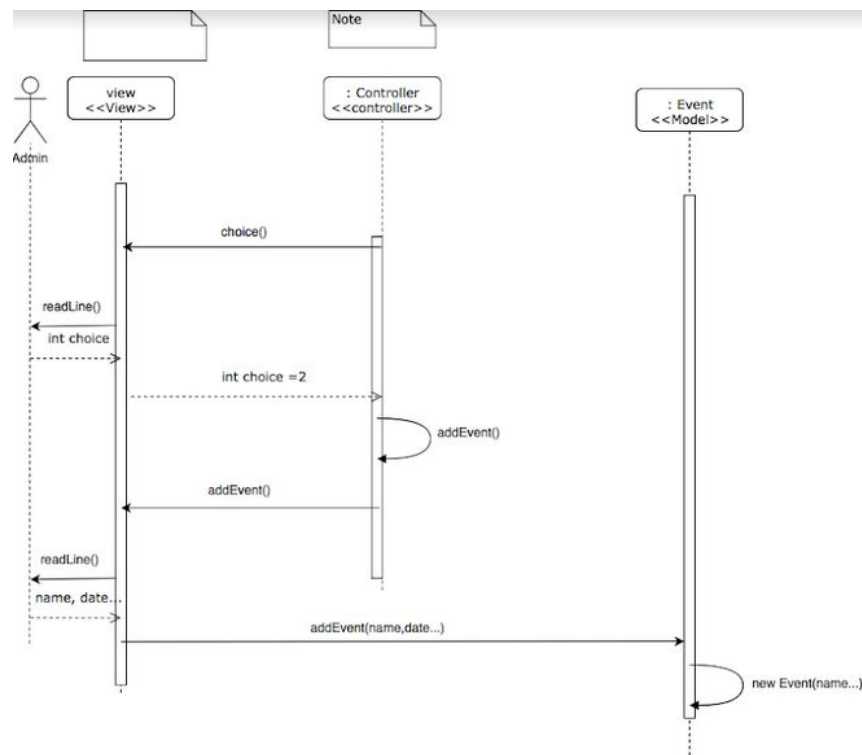 Note
view
<<View>>
: Controller
<<controller>>
: Event
<<Model>>
Admin
choice()
readLine()
int choice
int choice =2
addEvent()
addEvent()
readLine()
name, date...
addEvent(name,date...)
new Event(name...)